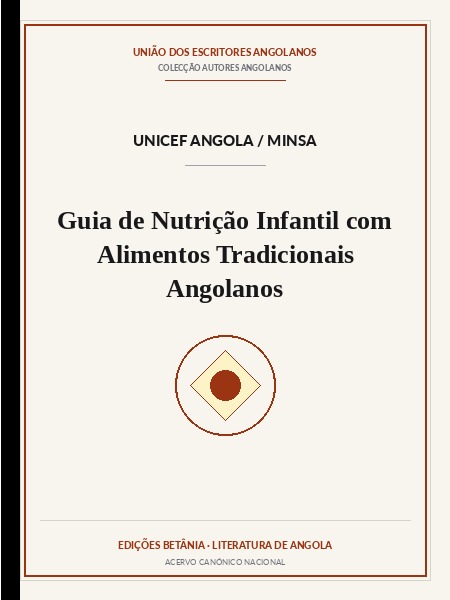 UNIÃO DOS ESCRITORES ANGOLANOS
COLECÇÃO AUTORES ANGOLANOS
UNICEF ANGOLA / MINSA
Guia de Nutrição Infantil com
Alimentos Tradicionais
Angolanos
EDIÇÕES BETÂNIA · LITERATURA DE ANGOLA
ACERVO CANÓNICO NACIONAL